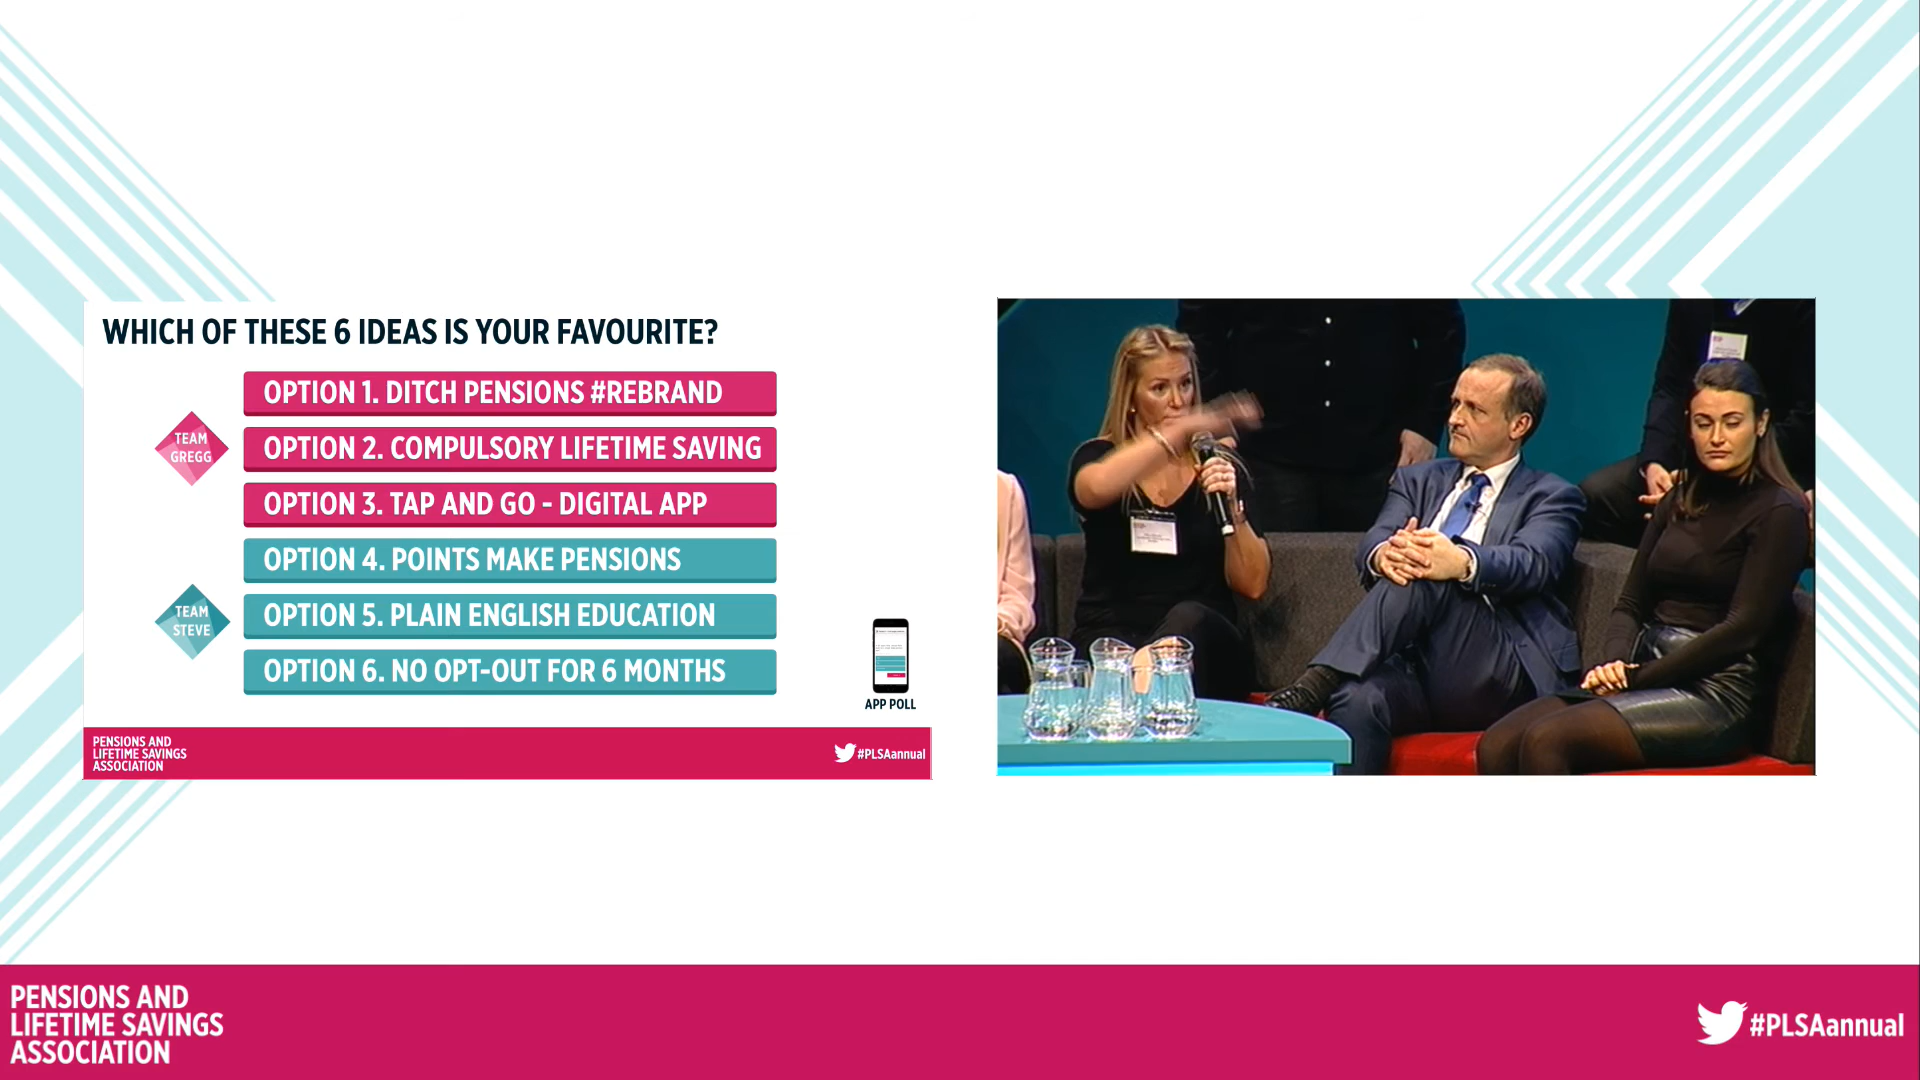 WHICH OF THESE 6 IDEAS IS YOUR FAVOURITE?
TEAM
GREGG
OPTION 1. DITCH PENSIONS #REBRAND
OPTION 2. COMPULSORY LIFETIME SAVING
OPTION 3. TAP AND GO - DIGITAL APP
TEAM
STEVE
OPTION 4. POINTS MAKE PENSIONS
OPTION 5. PLAIN ENGLISH EDUCATION
OPTION 6. NO OPT-OUT FOR 6 MONTHS
APP POLL
PENSIONS AND
LIFETIME SAVINGS
ASSOCIATION
#PLSAannual
PENSIONS AND
LIFETIME SAVINGS
ASSOCIATION
#PLSAannual